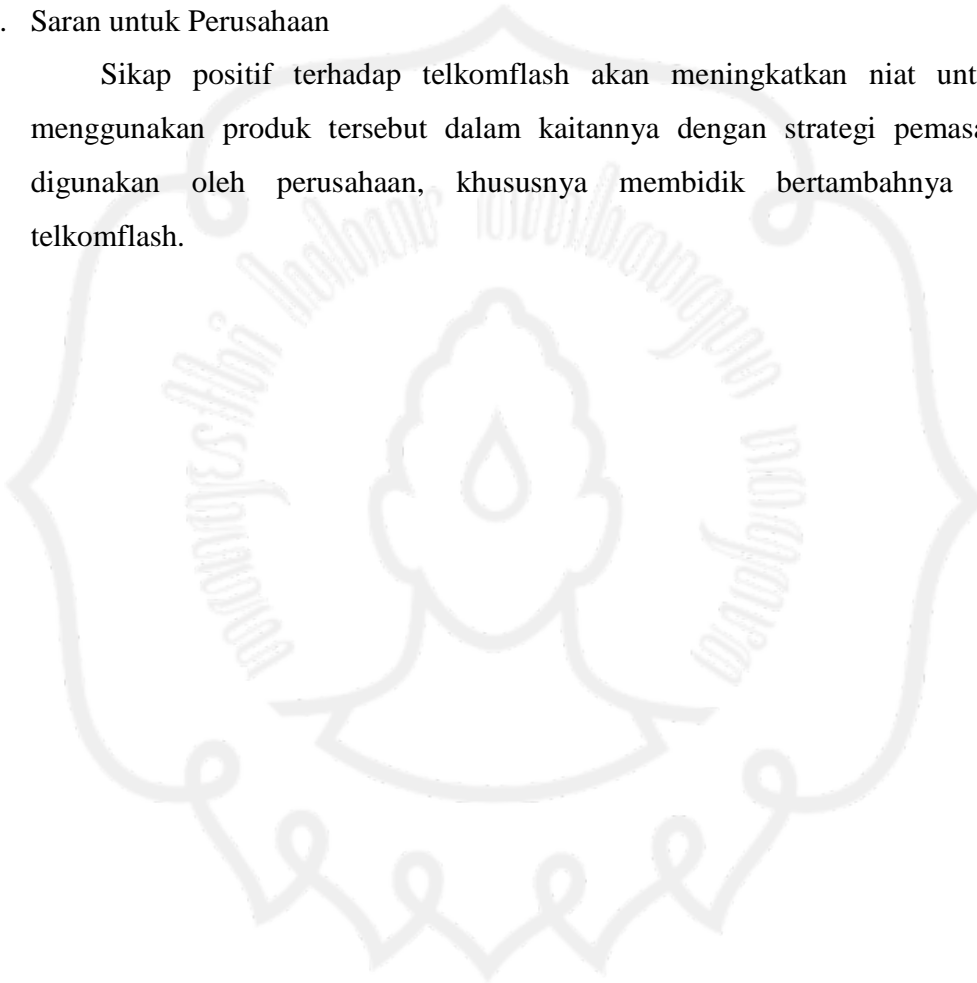 . Saran untuk Perusahaan
Sikap positif terhadap telkomflash akan meningkatkan niat unt
menggunakan produk tersebut dalam kaitannya dengan strategi pemasa
digunakan oleh perusahaan, khususnya membidik bertambahnya
telkomflash.